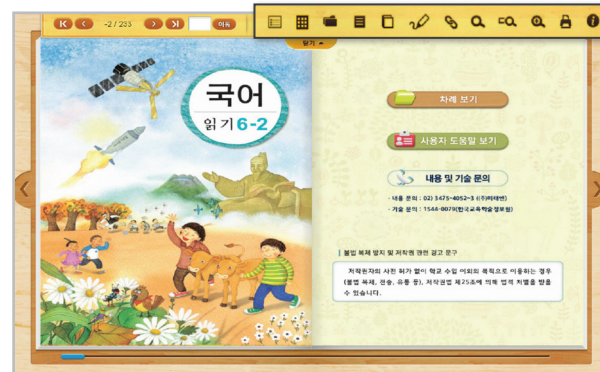 -2 / 283
이동
닫기
국어
읽기 6-2
차례 보기
사용자 도움말 보기
내용 및 기술 문의
· 내용 문의 : 02) 3475-4052~3 ((주)미래엔)
· 기술 문의 : 1544-0079(한국교육학술정보원)
불법 복제 방지 및 저작권 관련 경고 문구
저작권자의 사전 허가 없이 학교 수업 이외의 목적으로 이용하는 경우
(불법 복제, 전송, 유통 등), 저작권법 제25조에 의해 법적 처벌을 받을
수 있습니다.